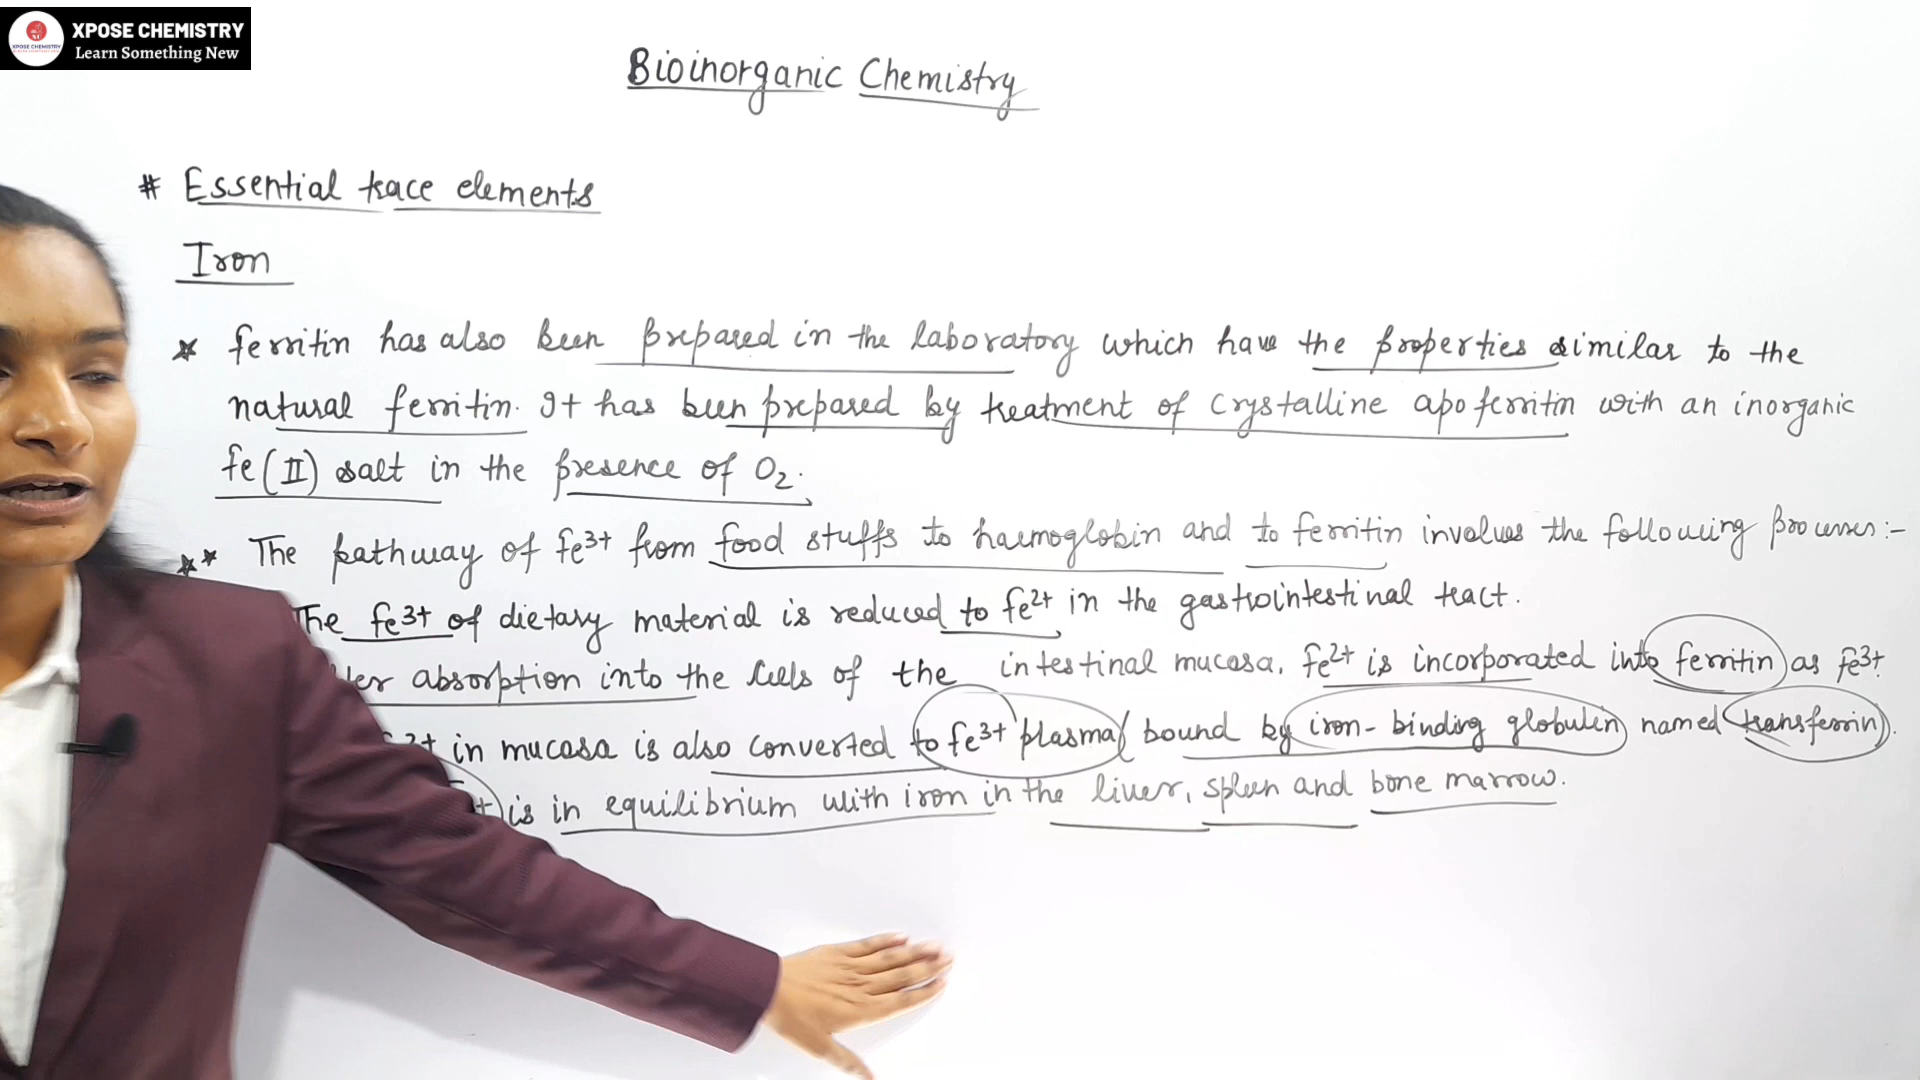 XPOSE CHEMISTRY
Learn Something New
XPOSE CHEMISTRY
Bioinorganic Chemistry
# Essential trace elements
Iron
ferritin has also been prepared in the laboratory which have the properties similar to the
natural ferritin. It has been prepared by treatment of crystalline apoferritin with an inorganic
fe(II) salt in the presence of O2.
The pathway of fe3+ from food stuffs to haemoglobin and to ferritin involves the following processes:-
The fe3+ of dietary material is reduced to fe2+ in the gastrointestinal tract.
absorption into the cells of the intestinal mucosa, fe2+ is incorporated into ferritin as fe3+.
in mucosa is also converted to fe3+ plasma (bound by iron-binding globulin named transferrin).
is in equilibrium with iron in the liver, spleen and bone marrow.